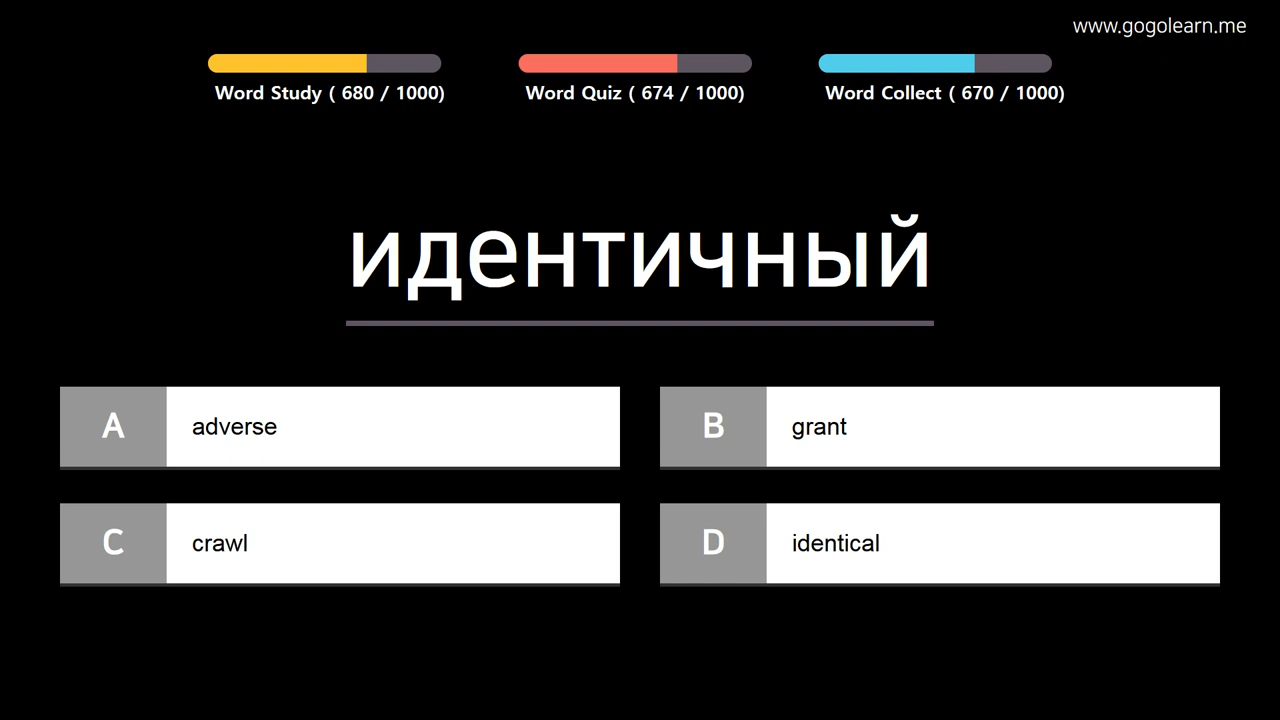 www.gogolearn.me
Word Study ( 680 / 1000)
Word Quiz ( 674 / 1000)
Word Collect ( 670 / 1000)
идентичный
A adverse
B grant
C crawl
D identical